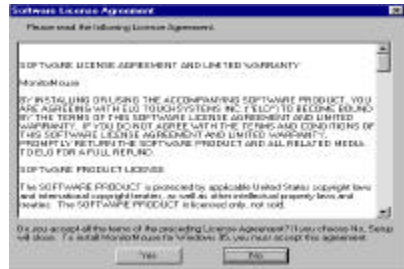 Software License Agreement
Please read the following License Agreement.
SOFTWARE LICENSE AGREEMENT AND LIMITED WARRANTY
MonitorMouse
BY INSTALLING OR USING THE ACCOMPANYING SOFTWARE PRODUCT, YOU
ARE AGREEING WITH ELO TOUCHSYSTEMS INC. ("ELO") TO BECOME BOUND
BY THE TERMS OF THIS SOFTWARE LICENSE AGREEMENT AND LIMITED
WARRANTY. IF YOU DO NOT AGREE WITH THE TERMS AND CONDITIONS OF
THIS SOFTWARE LICENSE AGREEMENT AND LIMITED WARRANTY,
PROMPTLY RETURN THE SOFTWARE PRODUCT AND ALL RELATED MEDIA
TO ELO FOR A FULL REFUND.
SOFTWARE PRODUCT LICENSE
The SOFTWARE PRODUCT is protected by applicable United States copyright laws
and international copyright treaties, as well as other intellectual property laws and
treaties. The SOFTWARE PRODUCT is licensed only, not sold.
Do you accept all the terms of the preceding License Agreement? If you choose No, Setup
will close. To install MonitorMouse for Windows 95, you must accept this agreement.
Yes
No